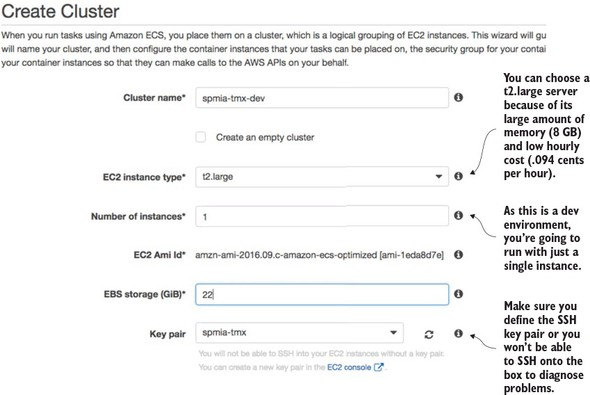 Create Cluster
When you run tasks using Amazon ECS, you place them on a cluster, which is a logical grouping of EC2 instances. This wizard will gu
will name your cluster, and then configure the container instances that your tasks can be placed on, the security group for your contai
your container instances so that they can make calls to the AWS APIs on your behalf.
Cluster name*
spmia-tmx-dev
Create an empty cluster
EC2 instance type*
t2.large
Number of instances*
1
EC2 Ami Id*
amzn-ami-2016.09.c-amazon-ecs-optimized [ami-1eda8d7e]
EBS storage (GiB)*
22
Key pair
spmia-tmx
You will not be able to SSH into your EC2 instances without a key pair.
You can create a new key pair in the EC2 console
You can choose a
t2.large server
because of its
large amount of
memory (8 GB)
and low hourly
cost (.094 cents
per hour).
As this is a dev
environment,
you're going to
run with just a
single instance.
Make sure you
define the SSH
key pair or you
won't be able
to SSH onto the
box to diagnose
problems.